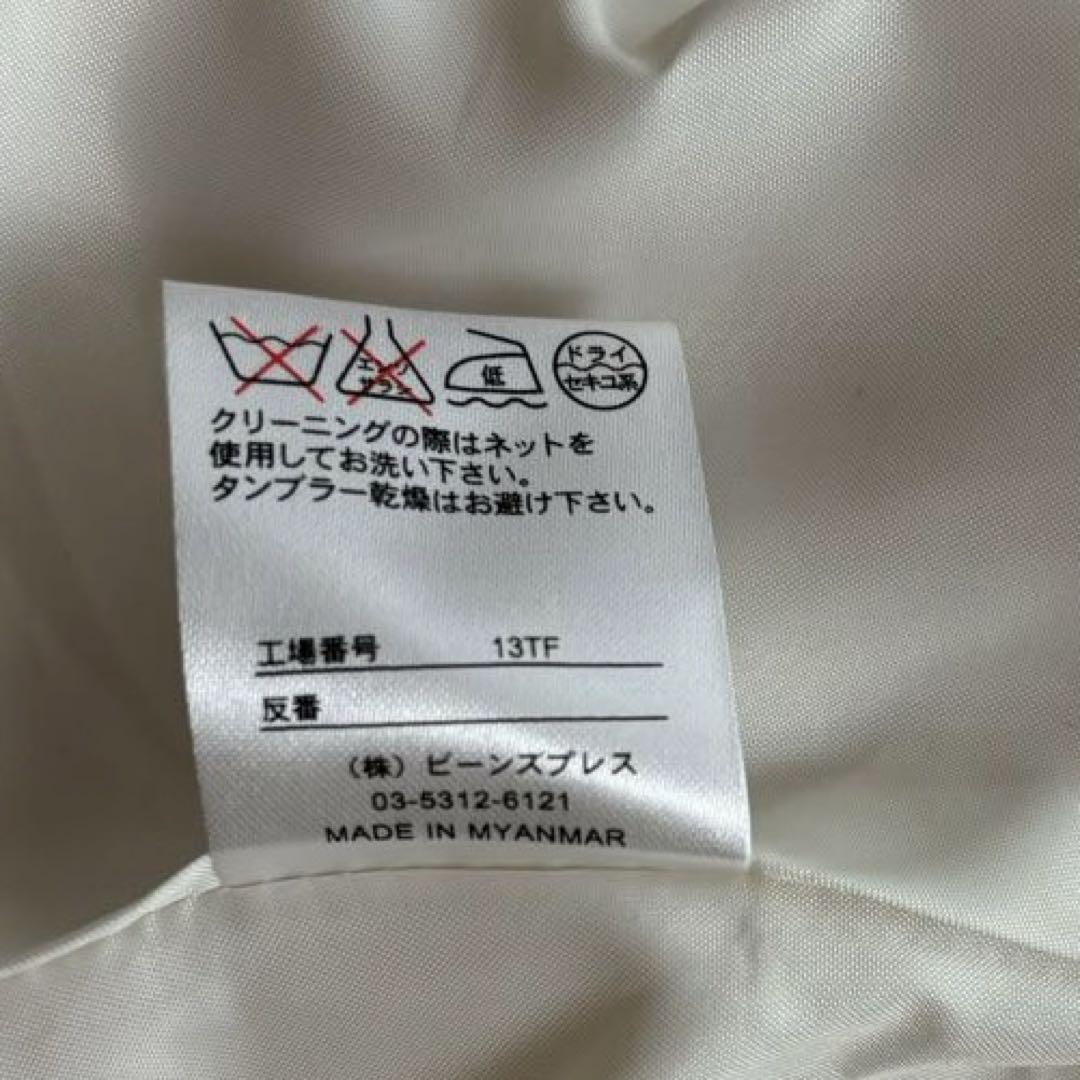 エンソ
サラシ
低
ドライ
セキユ系
クリーニングの際はネットを
使用してお洗い下さい。
タンブラー乾燥はお避け下さい。
工場番号 13TF
反番
（株）ビーンズプレス
03-5312-6121
MADE IN MYANMAR